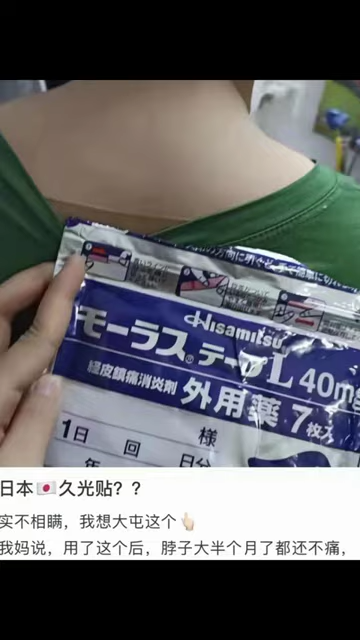 Hisamitsu
モーラス®テープL 40mg
経皮鎮痛消炎剤 外用薬 7枚入
1日 回 様
年 日分
日本🇯🇵久光贴？？
实不相瞒，我想大屯这个👆🏻
我妈说，用了这个后，脖子大半个月了都还不痛，